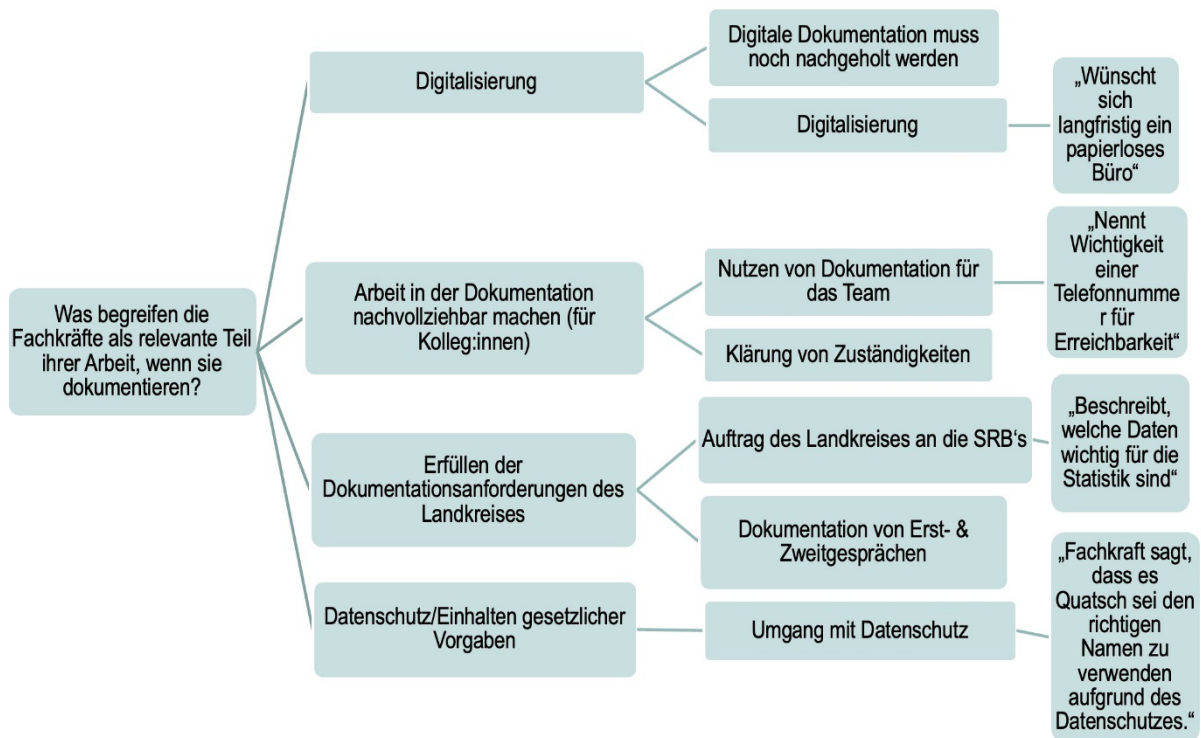 Was begreifen die
Fachkräfte als relevante Teil
ihrer Arbeit, wenn sie
dokumentieren?
Digitalisierung
Digitale Dokumentation muss
noch nachgeholt werden
Digitalisierung
„Wünscht
sich
langfristig ein
papierloses
Büro“
Arbeit in der Dokumentation
nachvollziehbar machen (für
Kolleg:innen)
Nutzen von Dokumentation für
das Team
Klärung von Zuständigkeiten
„Nennt
Wichtigkeit
einer
Telefonnumme
r für
Erreichbarkeit“
Erfüllen der
Dokumentationsanforderungen des
Landkreises
Auftrag des Landkreises an die SRB‘s
Dokumentation von Erst- &
Zweitgesprächen
„Beschreibt,
welche Daten
wichtig für die
Statistik sind“
Datenschutz/Einhalten gesetzlicher
Vorgaben
Umgang mit Datenschutz
„Fachkraft sagt,
dass es
Quatsch sei den
richtigen
Namen zu
verwenden
aufgrund des
Datenschutzes.“